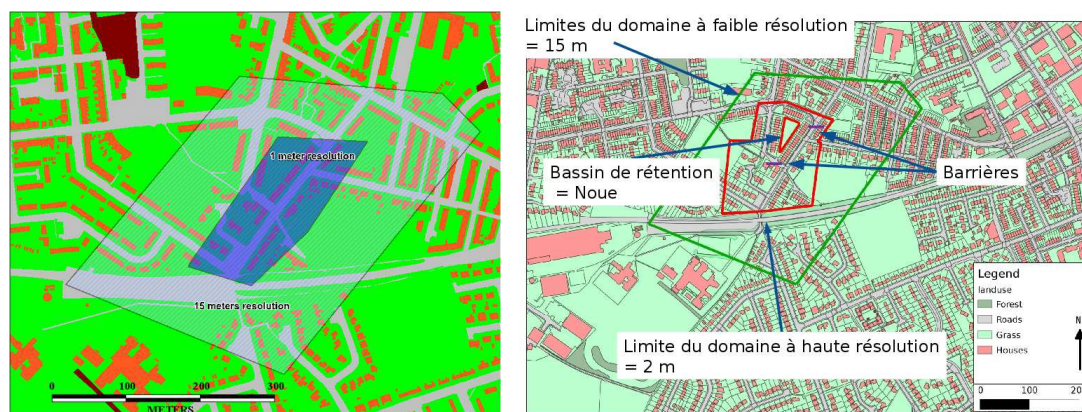 1 meter resolution
15 meters resolution
0 100 200 300
METERS
Limites du domaine à faible résolution
= 15 m
Bassin de rétention
= Noue
Barrières
Limite du domaine à haute résolution
= 2 m
Legend
landuse
Forest
Roads
Grass
Houses
N
0 100